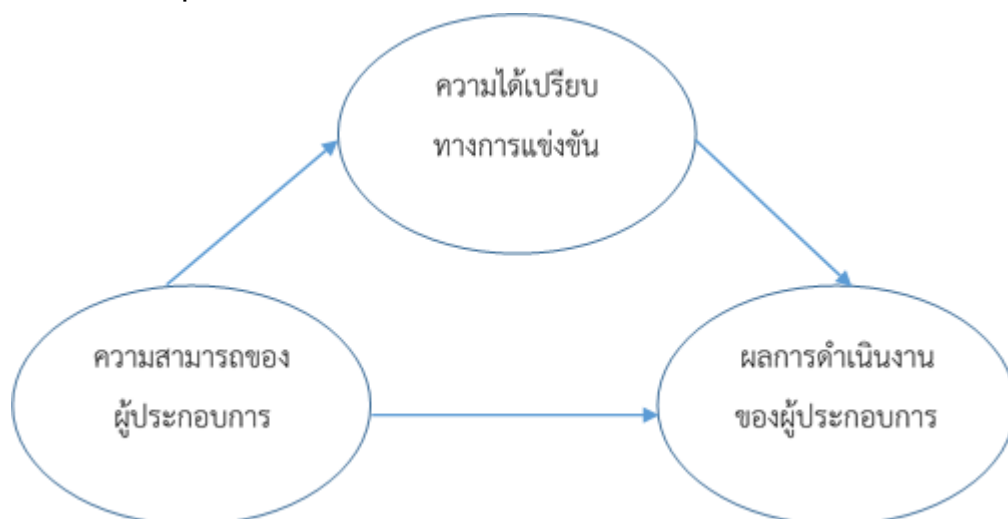 ความได้เปรียบ
ทางการแข่งขัน
ความสามารถของ
ผู้ประกอบการ
ผลการดำเนินงาน
ของผู้ประกอบการ